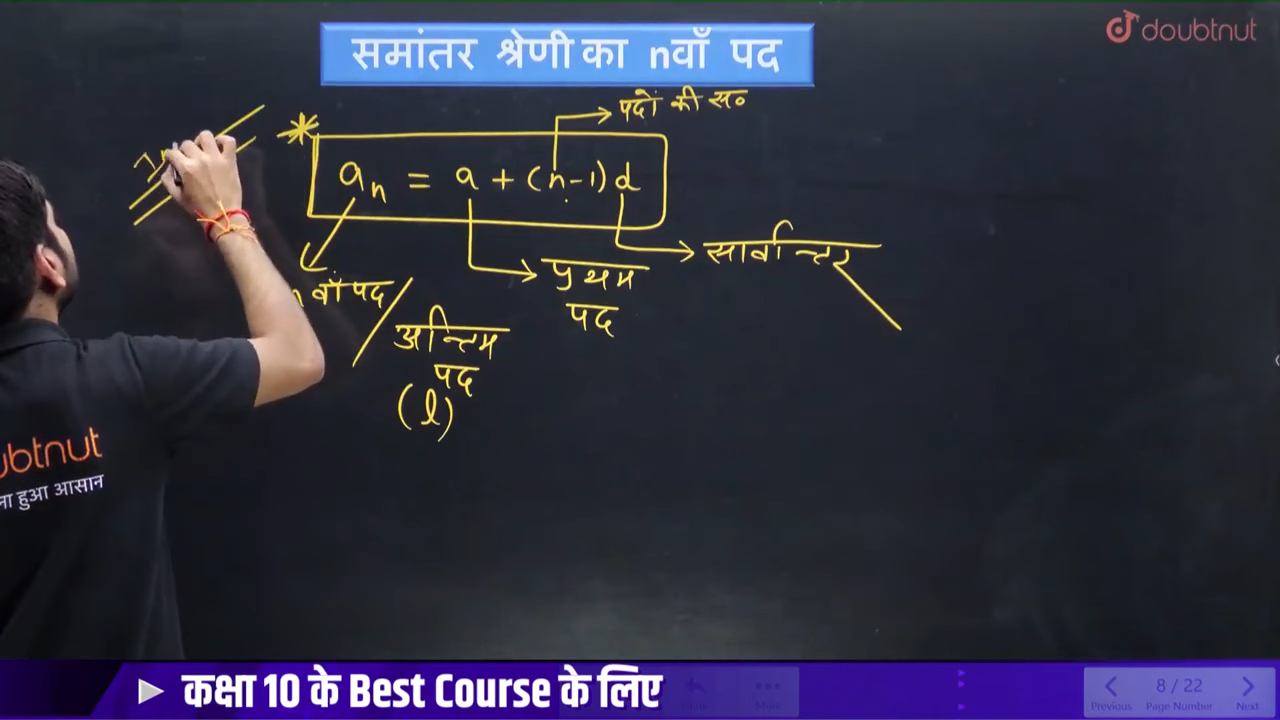 doubtnut
समांतर श्रेणी का nवाँ पद
पदों की सं०
aₙ = a + (n-1)d
सार्वान्तर
प्रथम
पद
वाँ पद/
अन्तिम
पद
(l)
ubtnut
ना हुआ आसान
कक्षा 10 के Best Course के लिए
8 / 22
Previous
Page Number
Next